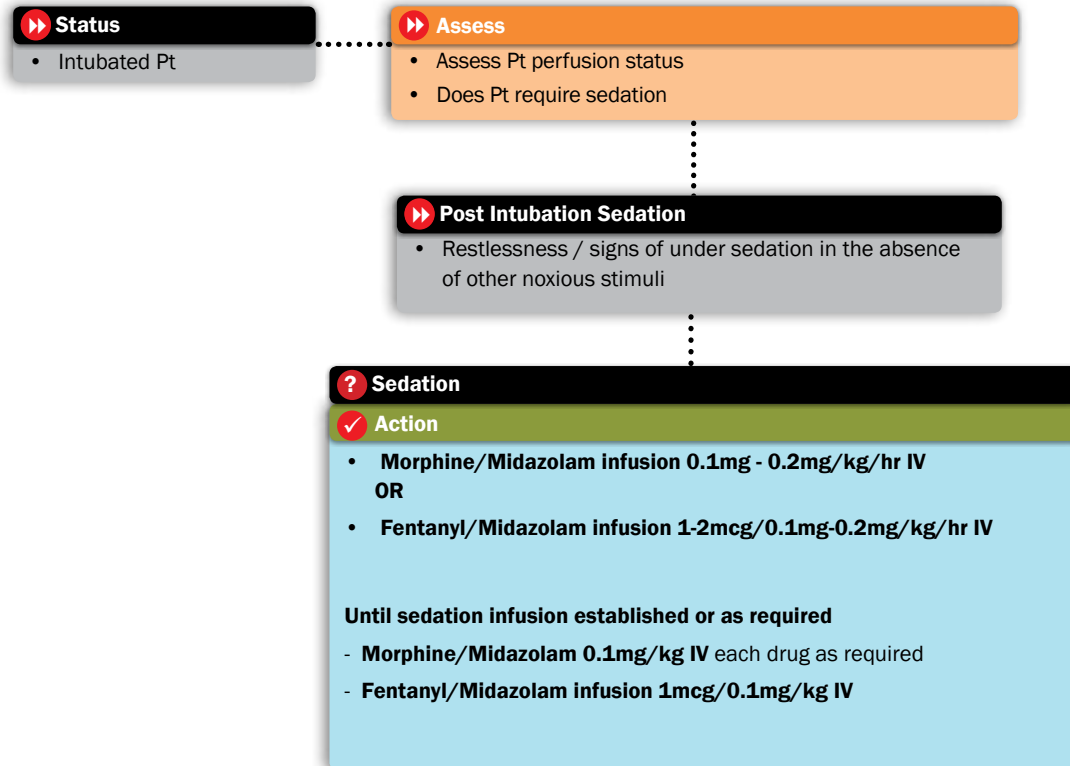 Status
• Intubated Pt
Assess
• Assess Pt perfusion status
• Does Pt require sedation
Post Intubation Sedation
• Restlessness / signs of under sedation in the absence
of other noxious stimuli
? Sedation
Action
• Morphine/Midazolam infusion 0.1mg - 0.2mg/kg/hr IV
OR
• Fentanyl/Midazolam infusion 1-2mcg/0.1mg-0.2mg/kg/hr IV
Until sedation infusion established or as required
- Morphine/Midazolam 0.1mg/kg IV each drug as required
- Fentanyl/Midazolam infusion 1mcg/0.1mg/kg IV